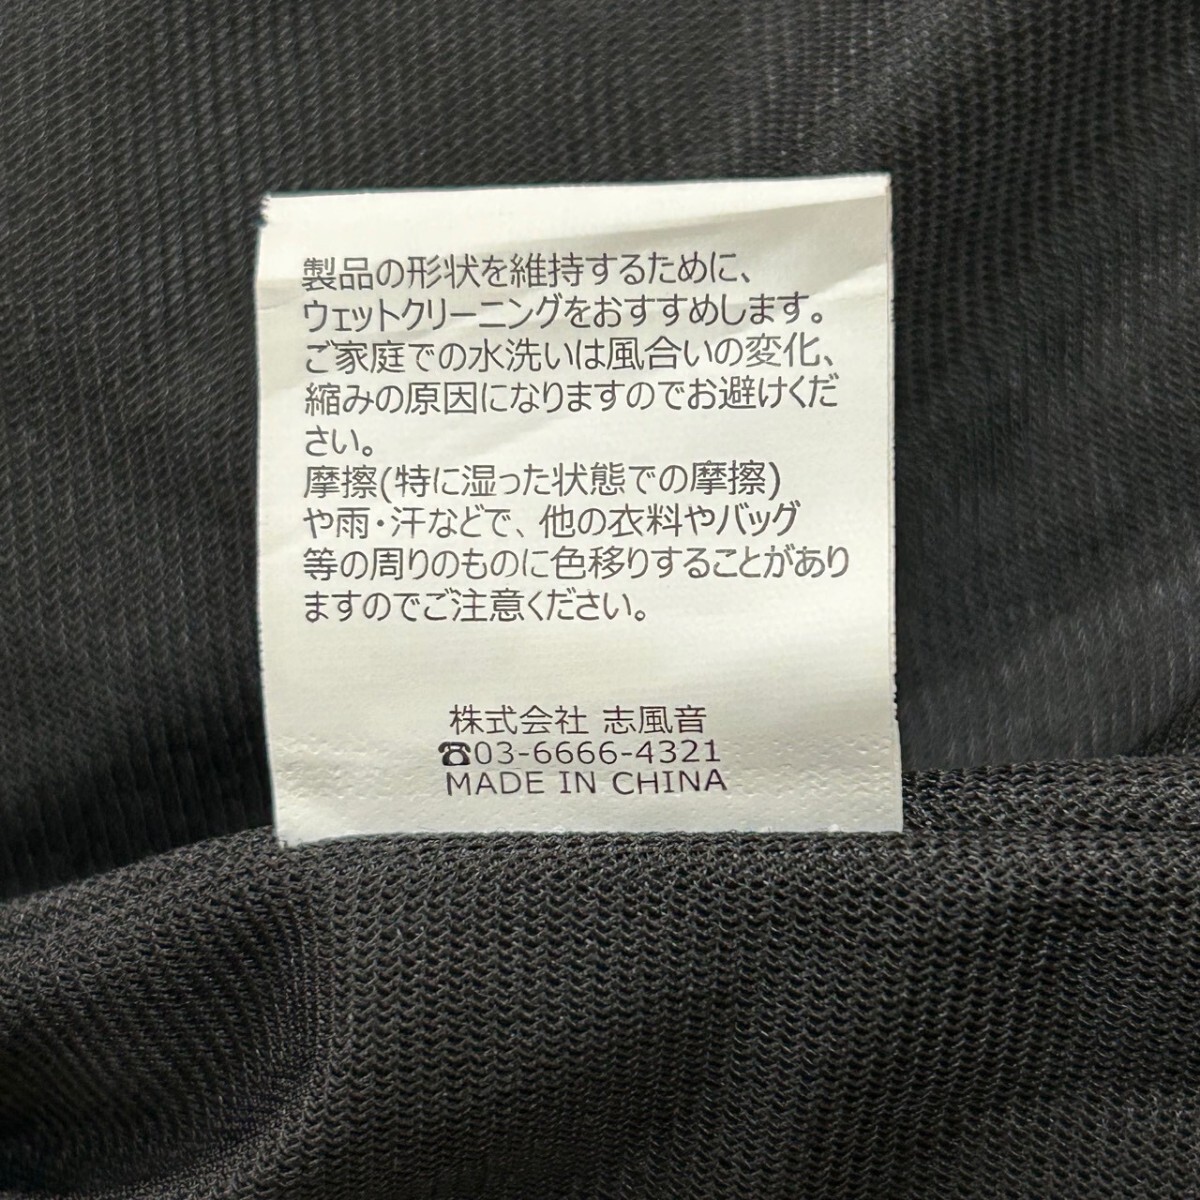 製品の形状を維持するために、
ウェットクリーニングをおすすめします。
ご家庭での水洗いは風合いの変化、
縮みの原因になりますのでお避けくだ
さい。
摩擦(特に湿った状態での摩擦)
や雨・汗などで、他の衣料やバッグ
等の周りのものに色移りすることがあり
ますのでご注意ください。
株式会社 志風音
☎03-6666-4321
MADE IN CHINA